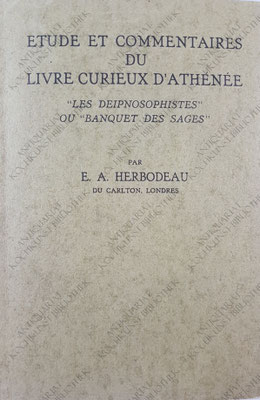 ETUDE ET COMMENTAIRES
DU
LIVRE CURIEUX D'ATHÉNÉE
"LES DEIPNOSOPHISTES"
OU "BANQUET DES SAGES"
PAR
E. A. HERBODEAU
DU CARLTON, LONDRES